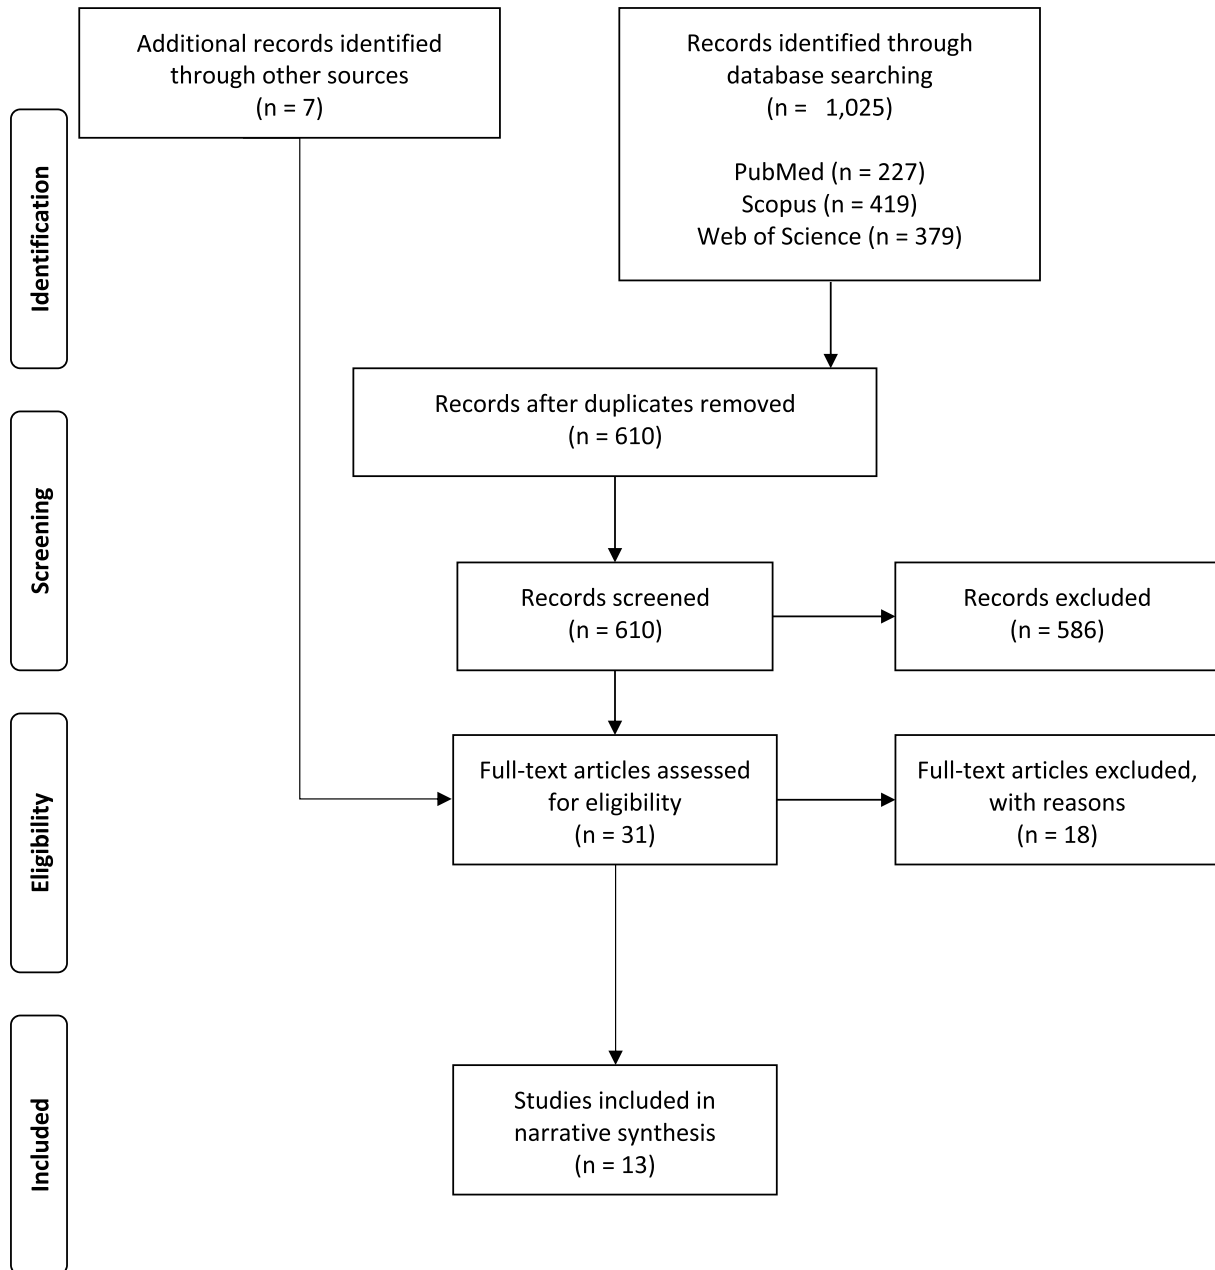 Additional records identified
through other sources
(n = 7)
Records identified through
database searching
(n =   1,025)
PubMed (n = 227)
Scopus (n = 419)
Web of Science (n = 379)
Identification
Records after duplicates removed
(n = 610)
Screening
Records screened
(n = 610)
Records excluded
(n = 586)
Eligibility
Full-text articles assessed
for eligibility
(n = 31)
Full-text articles excluded,
with reasons
(n = 18)
Included
Studies included in
narrative synthesis
(n = 13)